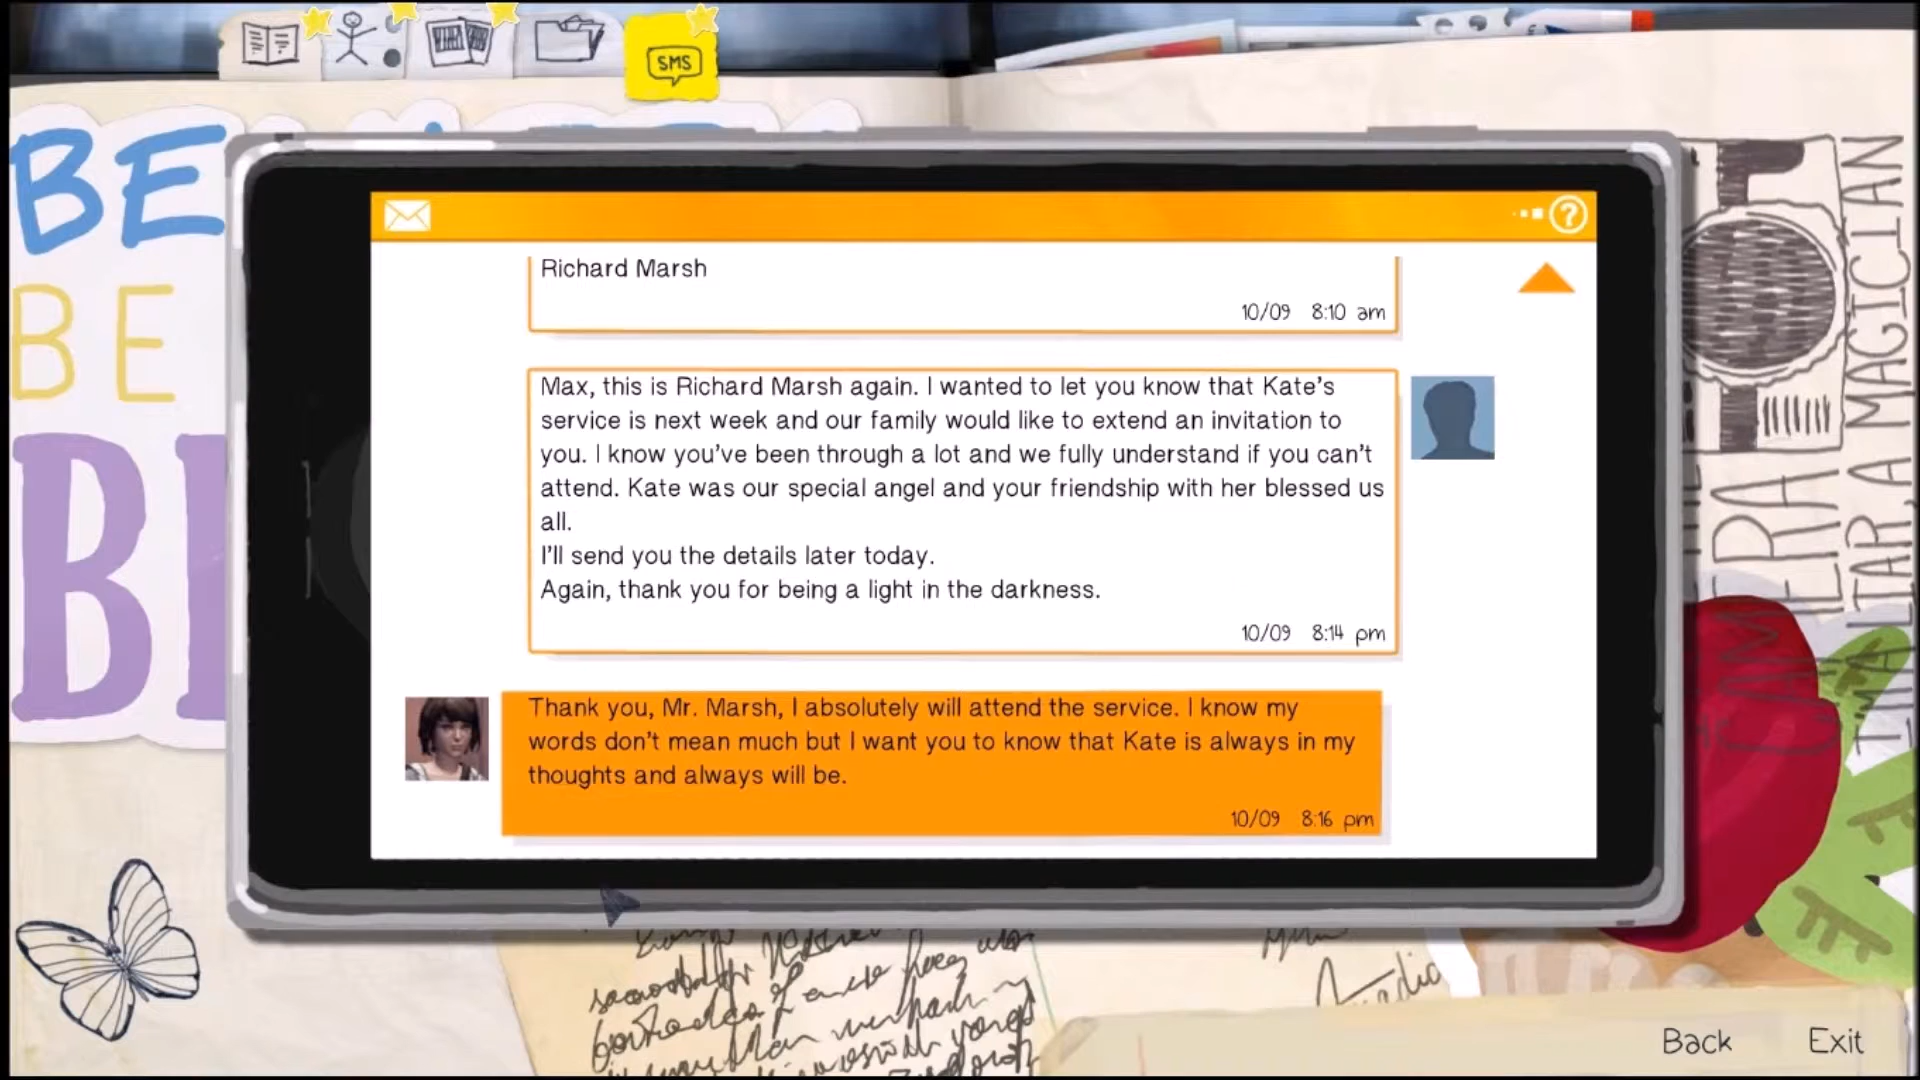 SMS
BE
BE
Richard Marsh
10/09 8:10 am
Max, this is Richard Marsh again. I wanted to let you know that Kate's
service is next week and our family would like to extend an invitation to
you. I know you've been through a lot and we fully understand if you can't
attend. Kate was our special angel and your friendship with her blessed us
all.
I'll send you the details later today.
Again, thank you for being a light in the darkness.
10/09 8:14 pm
Thank you, Mr. Marsh, I absolutely will attend the service. I know my
words don't mean much but I want you to know that Kate is always in my
thoughts and always will be.
10/09 8:16 pm
MAGICIAN
Back
Exit